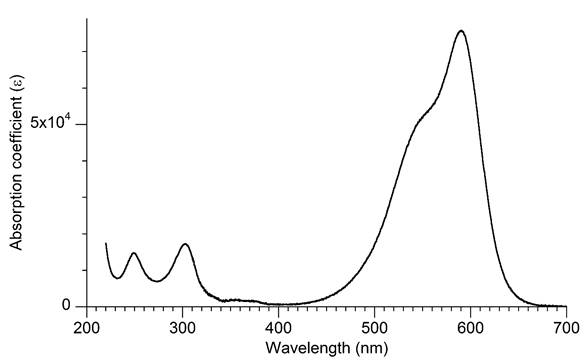 Absorption coefficient (ε)
5x10⁴
0
200 300 400 500 600 700
Wavelength (nm)